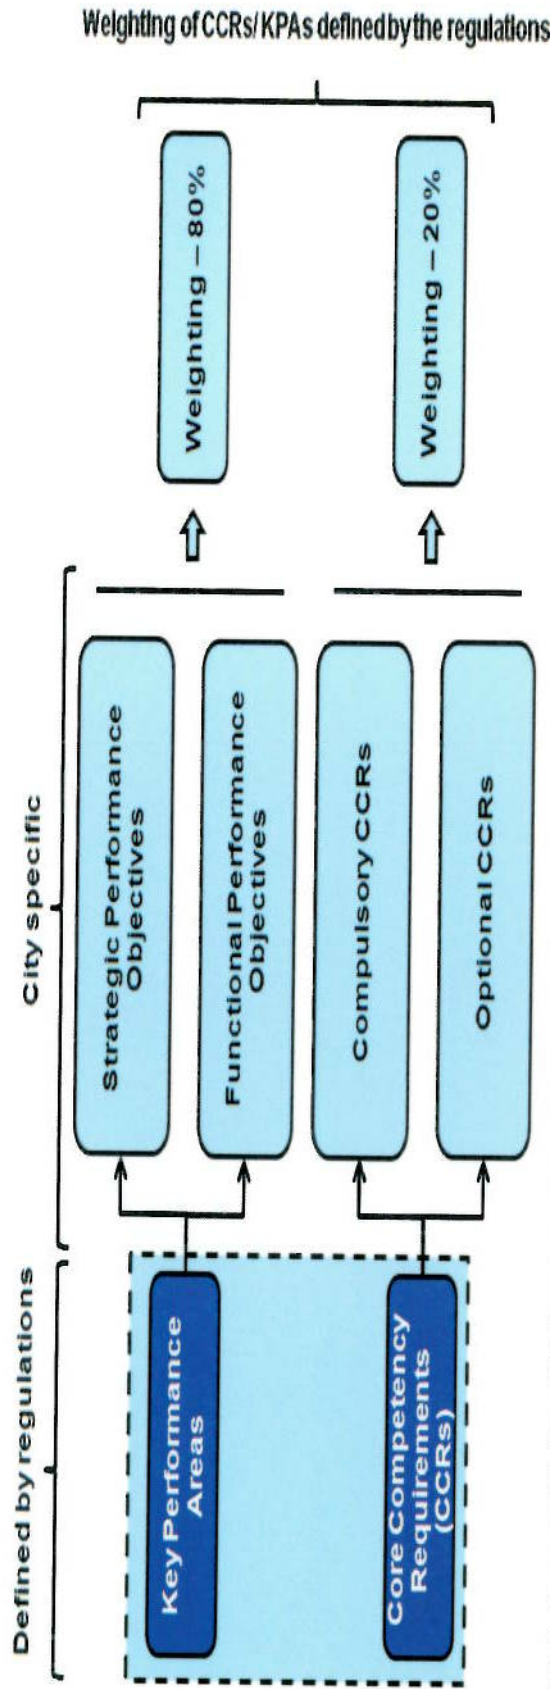 Weighting of CCRs/ KPAs defined by the regulations
Defined by regulations
City specific
Key Performance
Areas
Strategic Performance
Objectives
Functional Performance
Objectives
Weighting – 80%
Core Competency
Requirements
(CCRs)
Compulsory CCRs
Optional CCRs
Weighting – 20%